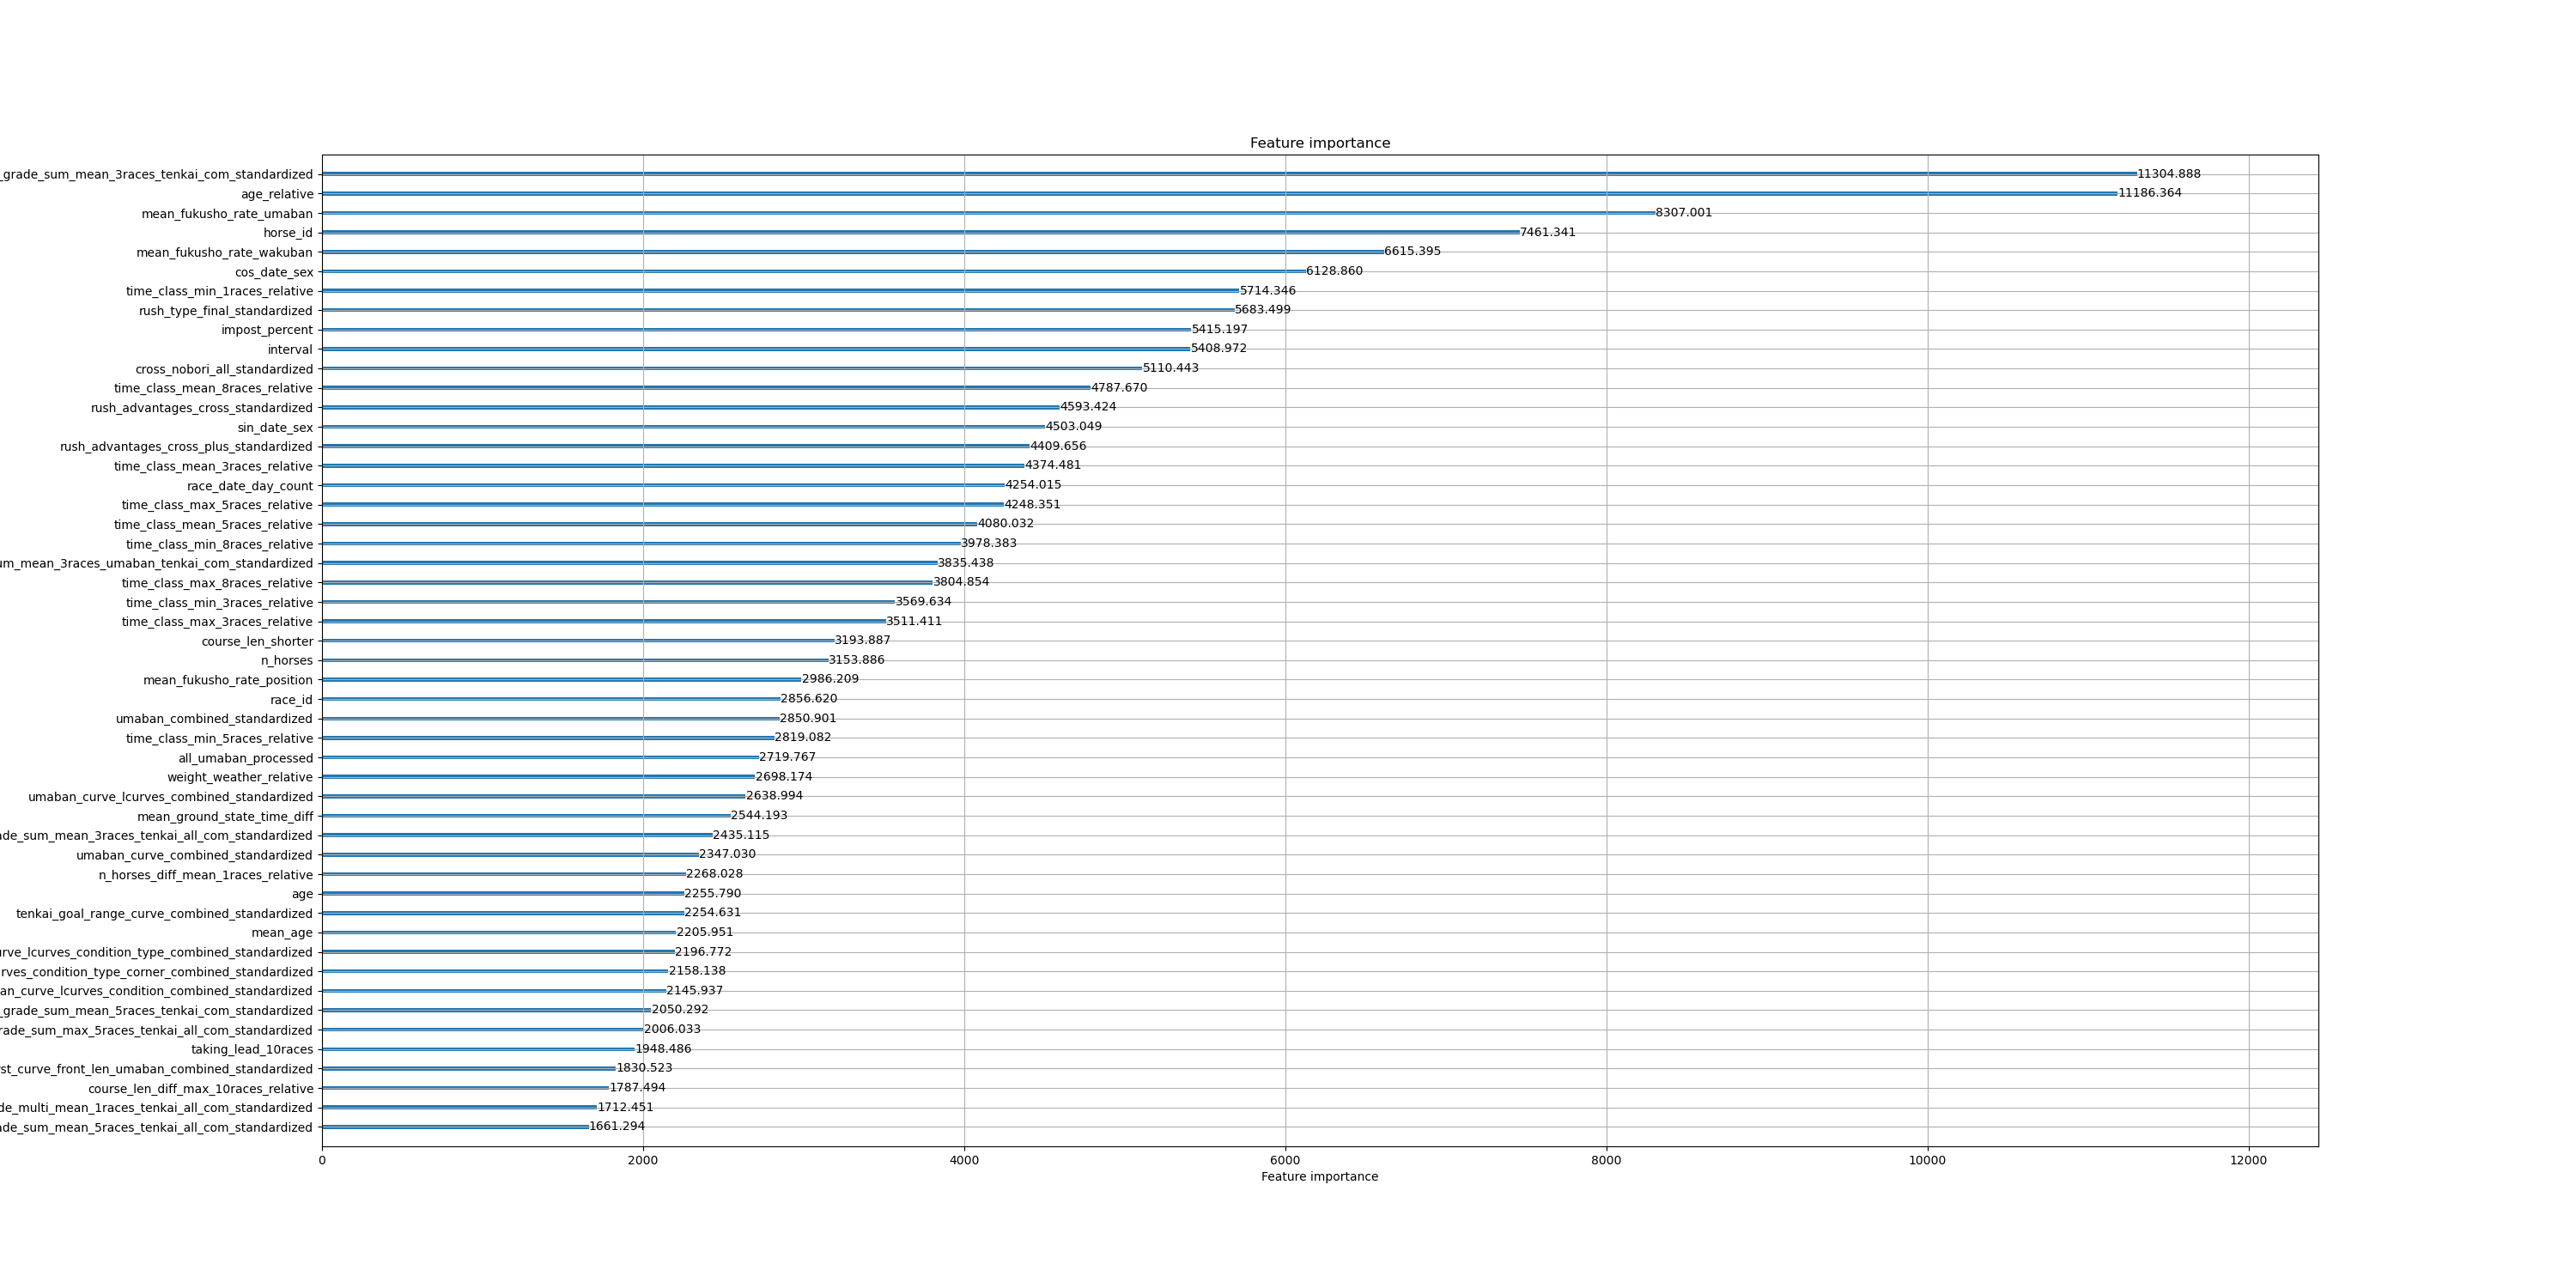 Feature importance
_grade_sum_mean_3races_tenkai_com_standardized 11304.888
age_relative 11186.364
mean_fukusho_rate_umaban 8307.001
horse_id 7461.341
mean_fukusho_rate_wakuban 6615.395
cos_date_sex 6128.860
time_class_min_1races_relative 5714.346
rush_type_final_standardized 5683.499
impost_percent 5415.197
interval 5408.972
cross_nobori_all_standardized 5110.443
time_class_mean_8races_relative 4787.670
rush_advantages_cross_standardized 4593.424
sin_date_sex 4503.049
rush_advantages_cross_plus_standardized 4409.656
time_class_mean_3races_relative 4374.481
race_date_day_count 4254.015
time_class_max_5races_relative 4248.351
time_class_mean_5races_relative 4080.032
time_class_min_8races_relative 3978.383
um_mean_3races_umaban_tenkai_com_standardized 3835.438
time_class_max_8races_relative 3804.854
time_class_min_3races_relative 3569.634
time_class_max_3races_relative 3511.411
course_len_shorter 3193.887
n_horses 3153.886
mean_fukusho_rate_position 2986.209
race_id 2856.620
umaban_combined_standardized 2850.901
time_class_min_5races_relative 2819.082
all_umaban_processed 2719.767
weight_weather_relative 2698.174
umaban_curve_lcurves_combined_standardized 2638.994
mean_ground_state_time_diff 2544.193
ade_sum_mean_3races_tenkai_all_com_standardized 2435.115
umaban_curve_combined_standardized 2347.030
n_horses_diff_mean_1races_relative 2268.028
age 2255.790
tenkai_goal_range_curve_combined_standardized 2254.631
mean_age 2205.951
urve_lcurves_condition_type_combined_standardized 2196.772
rves_condition_type_corner_combined_standardized 2158.138
an_curve_lcurves_condition_combined_standardized 2145.937
_grade_sum_mean_5races_tenkai_com_standardized 2050.292
rade_sum_max_5races_tenkai_all_com_standardized 2006.033
taking_lead_10races 1948.486
st_curve_front_len_umaban_combined_standardized 1830.523
course_len_diff_max_10races_relative 1787.494
de_multi_mean_1races_tenkai_all_com_standardized 1712.451
ade_sum_mean_5races_tenkai_all_com_standardized 1661.294
0 2000 4000 6000 8000 10000 12000
Feature importance